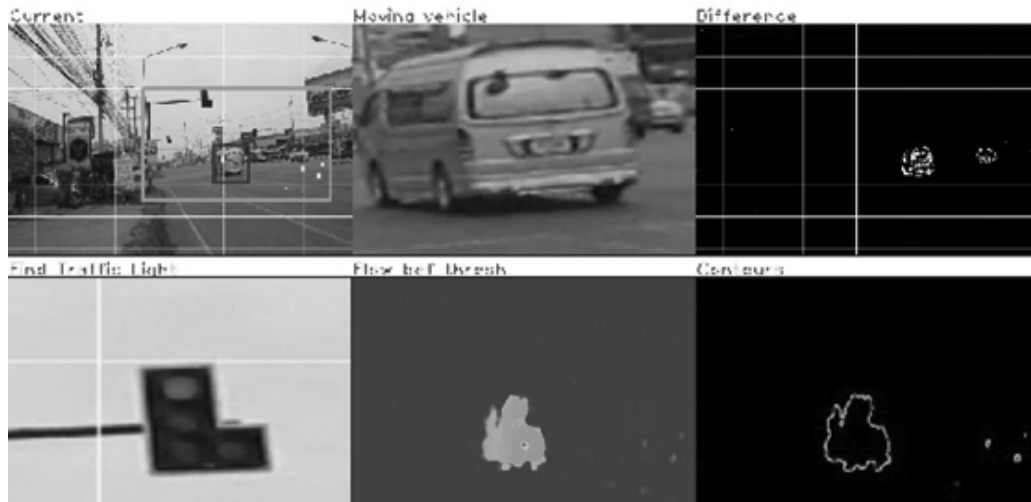 Current
Moving vehicle
Difference
Find Traffic Light
Flow bef thresh
Contours